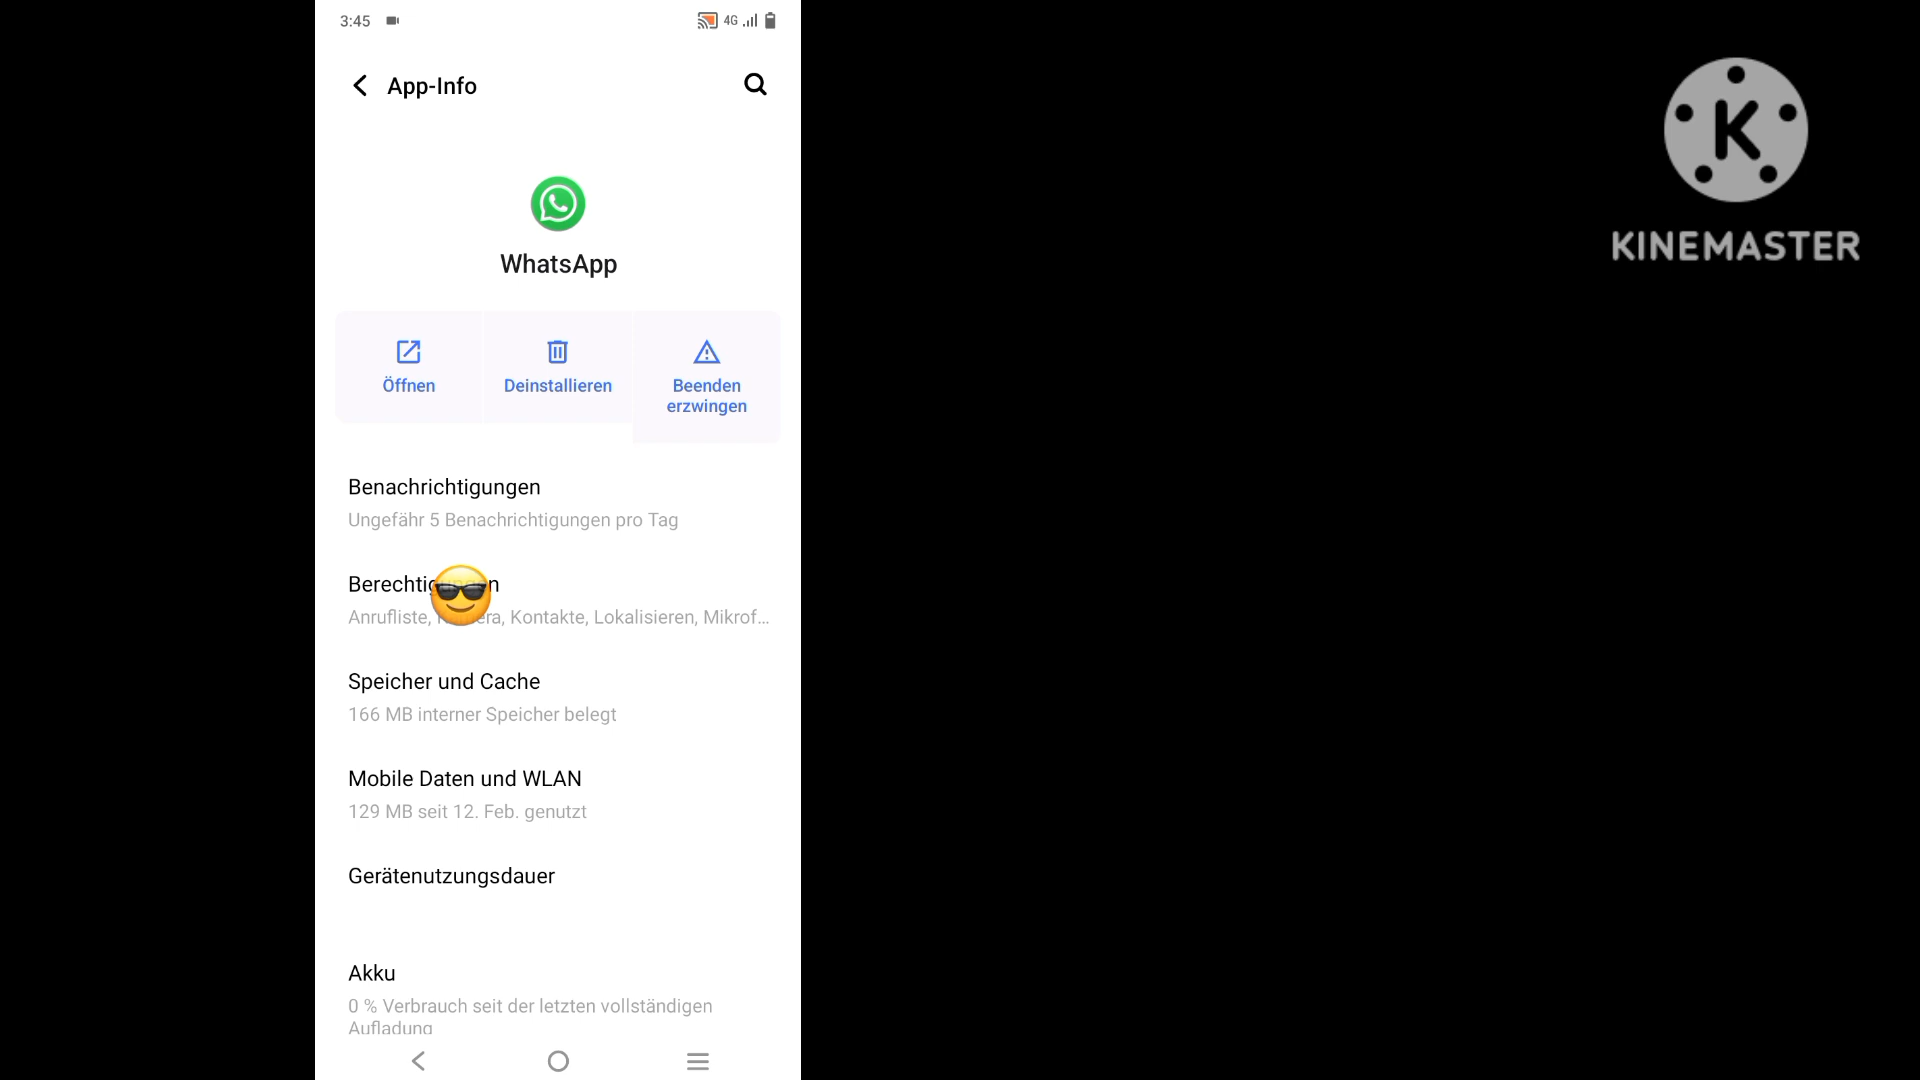 3:45
4G
App-Info
WhatsApp
Öffnen
Deinstallieren
Beenden
erzwingen
Benachrichtigungen
Ungefähr 5 Benachrichtigungen pro Tag
Anrufliste, Kontakte, Lokalisieren, Mikrof...
Speicher und Cache
166 MB interner Speicher belegt
Mobile Daten und WLAN
129 MB seit 12. Feb. genutzt
Gerätenutzungsdauer
Akku
0 % Verbrauch seit der letzten vollständigen
Aufladung
K
KINEMASTER